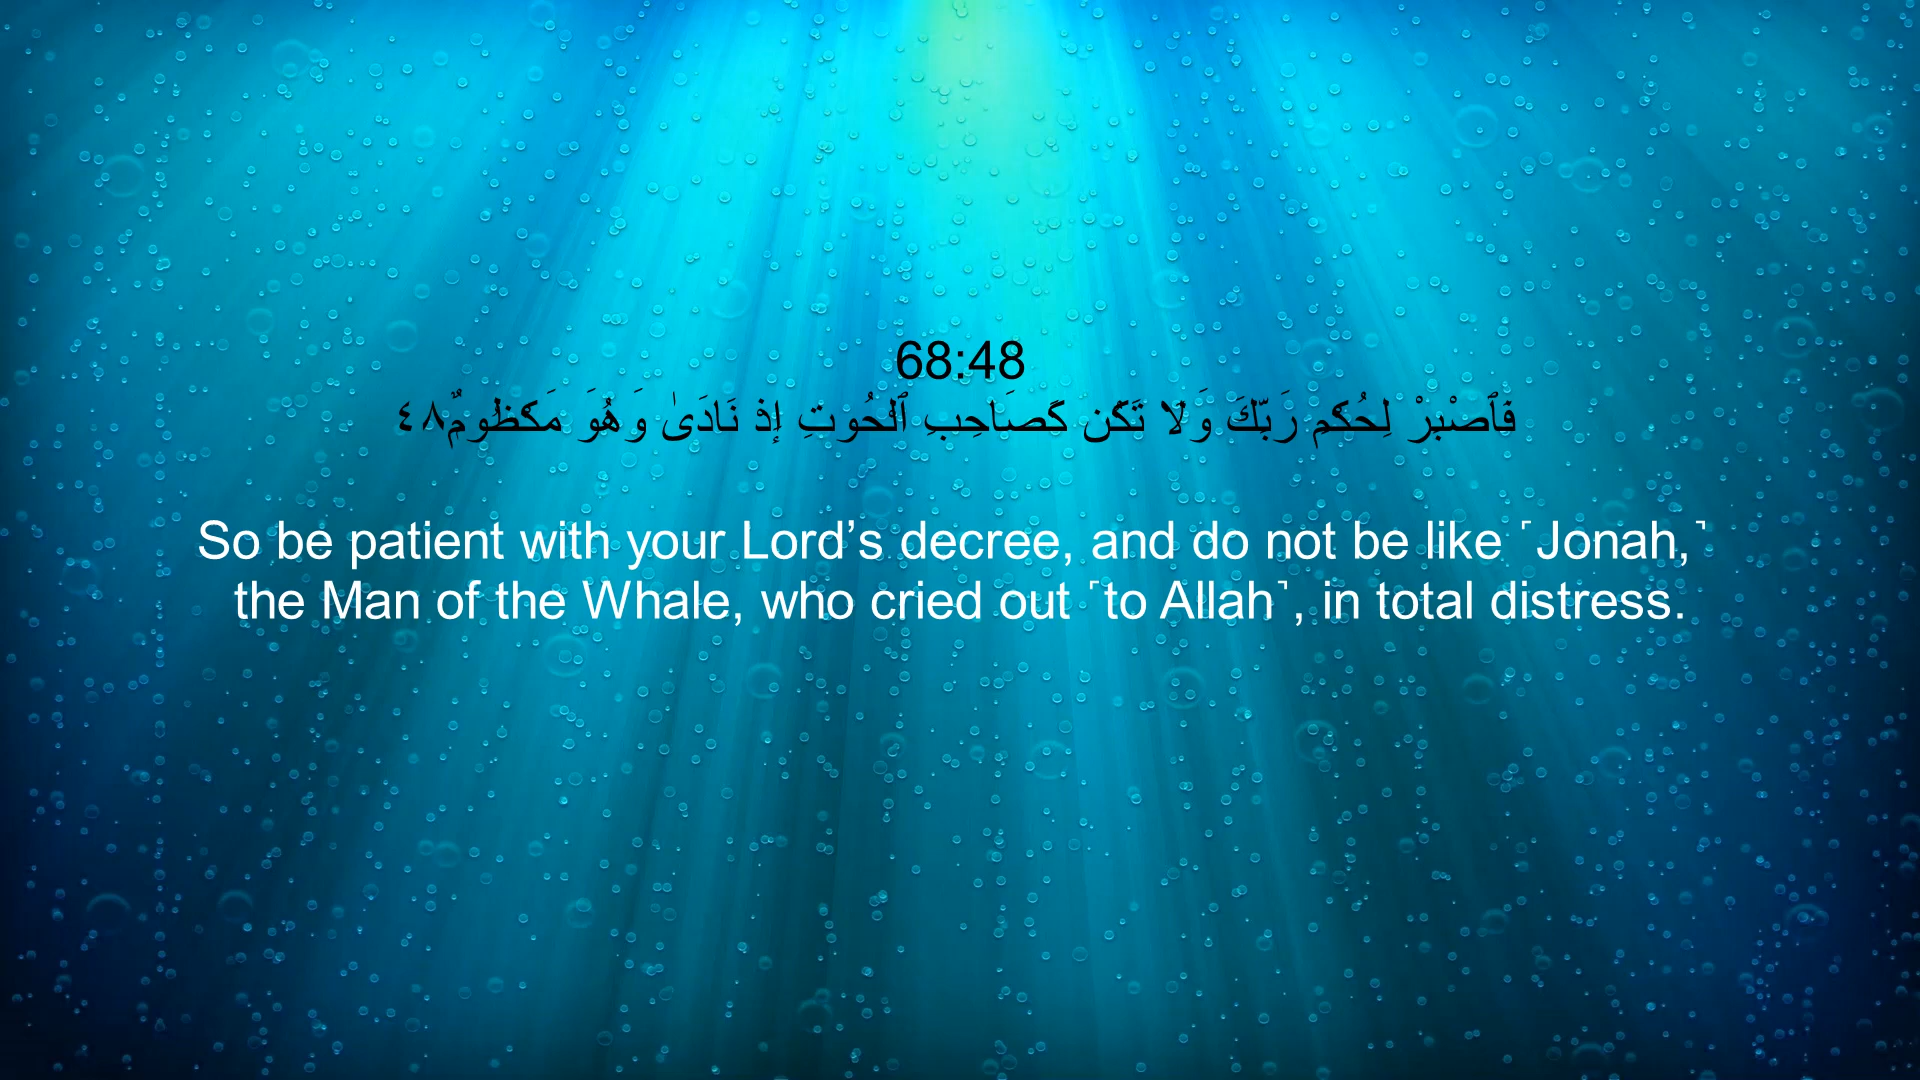 68:48
فَٱصْبِرْ لِحُكْمِ رَبِّكَ وَلَا تَكُن كَصَاحِبِ ٱلْحُوتِ إِذْ نَادَىٰ وَهُوَ مَكْظُومٌ٤٨
So be patient with your Lord’s decree, and do not be like ˹Jonah,˺
the Man of the Whale, who cried out ˹to Allah˺, in total distress.